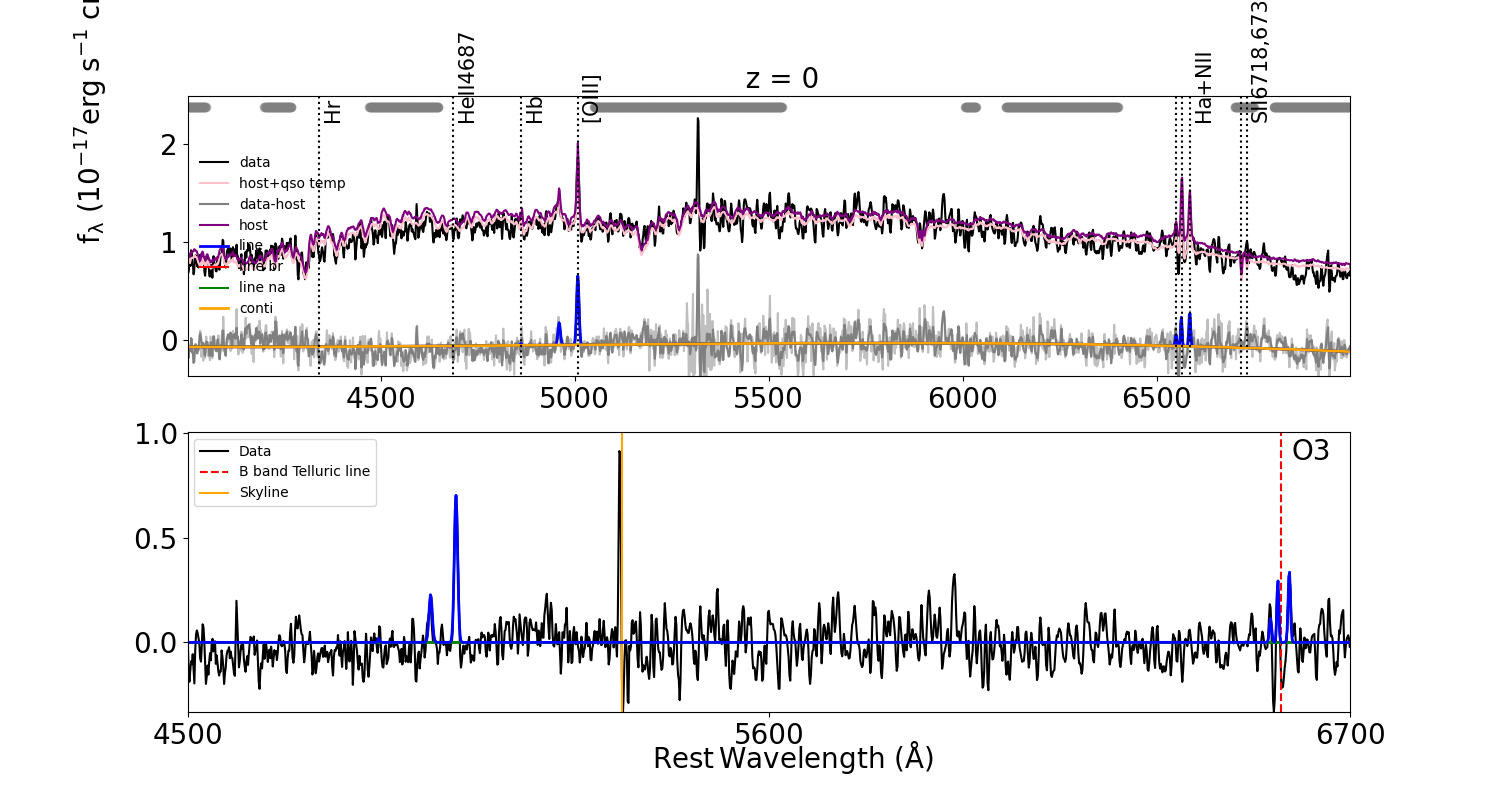 z = 0
Hr
HeII4687
Hb
[OIII]
Ha+NII
SII6718,673
fλ (10−17erg s−1 c
2
1
0
data
host+qso temp
data-host
host
line
line br
line na
conti
4500 5000 5500 6000 6500
1.0
0.5
0.0
Data
B band Telluric line
Skyline
O3
4500 5600 6700
Rest Wavelength (Å)